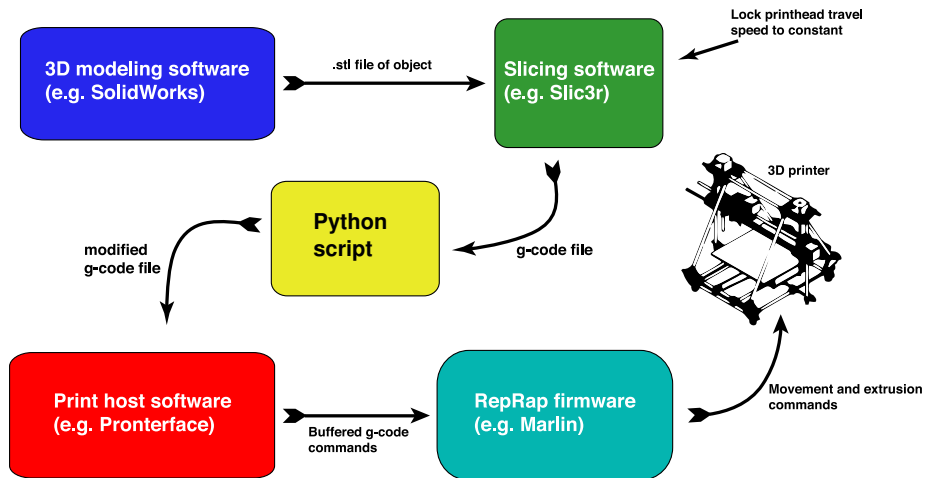 3D modeling software
(e.g. SolidWorks)
.stl file of object
Slicing software
(e.g. Slic3r)
Lock printhead travel
speed to constant
3D printer
Python
script
g-code file
modified
g-code file
Print host software
(e.g. Pronterface)
Buffered g-code
commands
RepRap firmware
(e.g. Marlin)
Movement and extrusion
commands